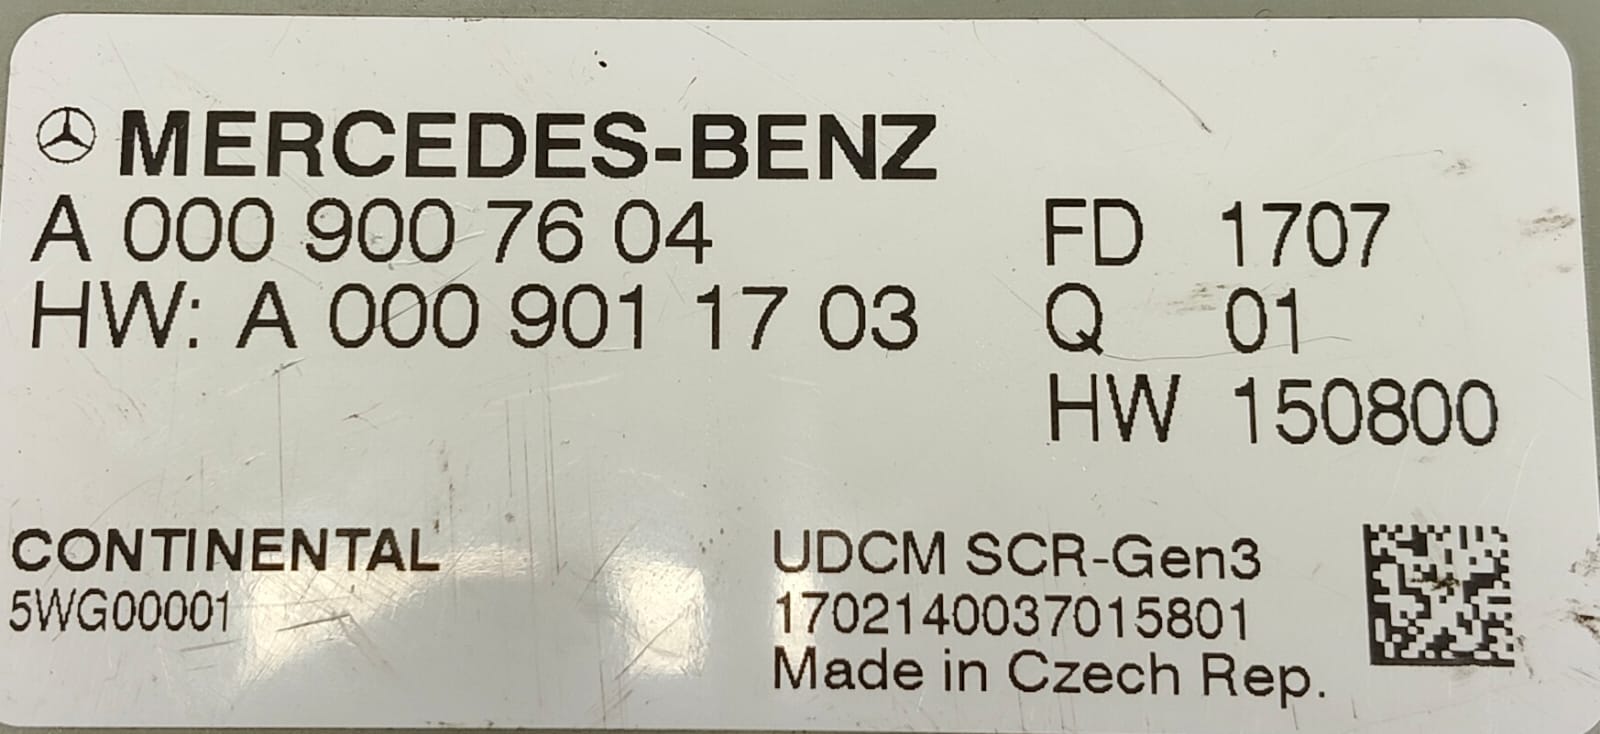 MERCEDES-BENZ
A 000 900 76 04
HW: A 000 901 17 03
FD 1707
Q 01
HW 150800
CONTINENTAL
5WG00001
UDCM SCR-Gen3
1702140037015801
Made in Czech Rep.